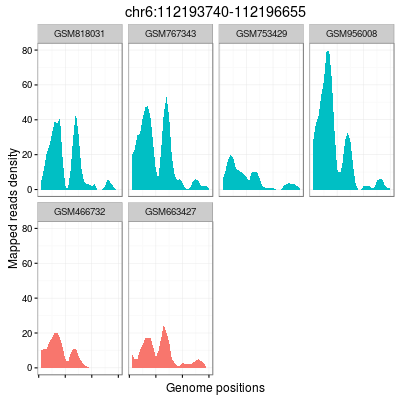 chr6:112193740-112196655
GSM818031 GSM767343 GSM753429 GSM956008
80
60
40
20
0
GSM466732 GSM663427
80
60
40
20
0
Mapped reads density
Genome positions